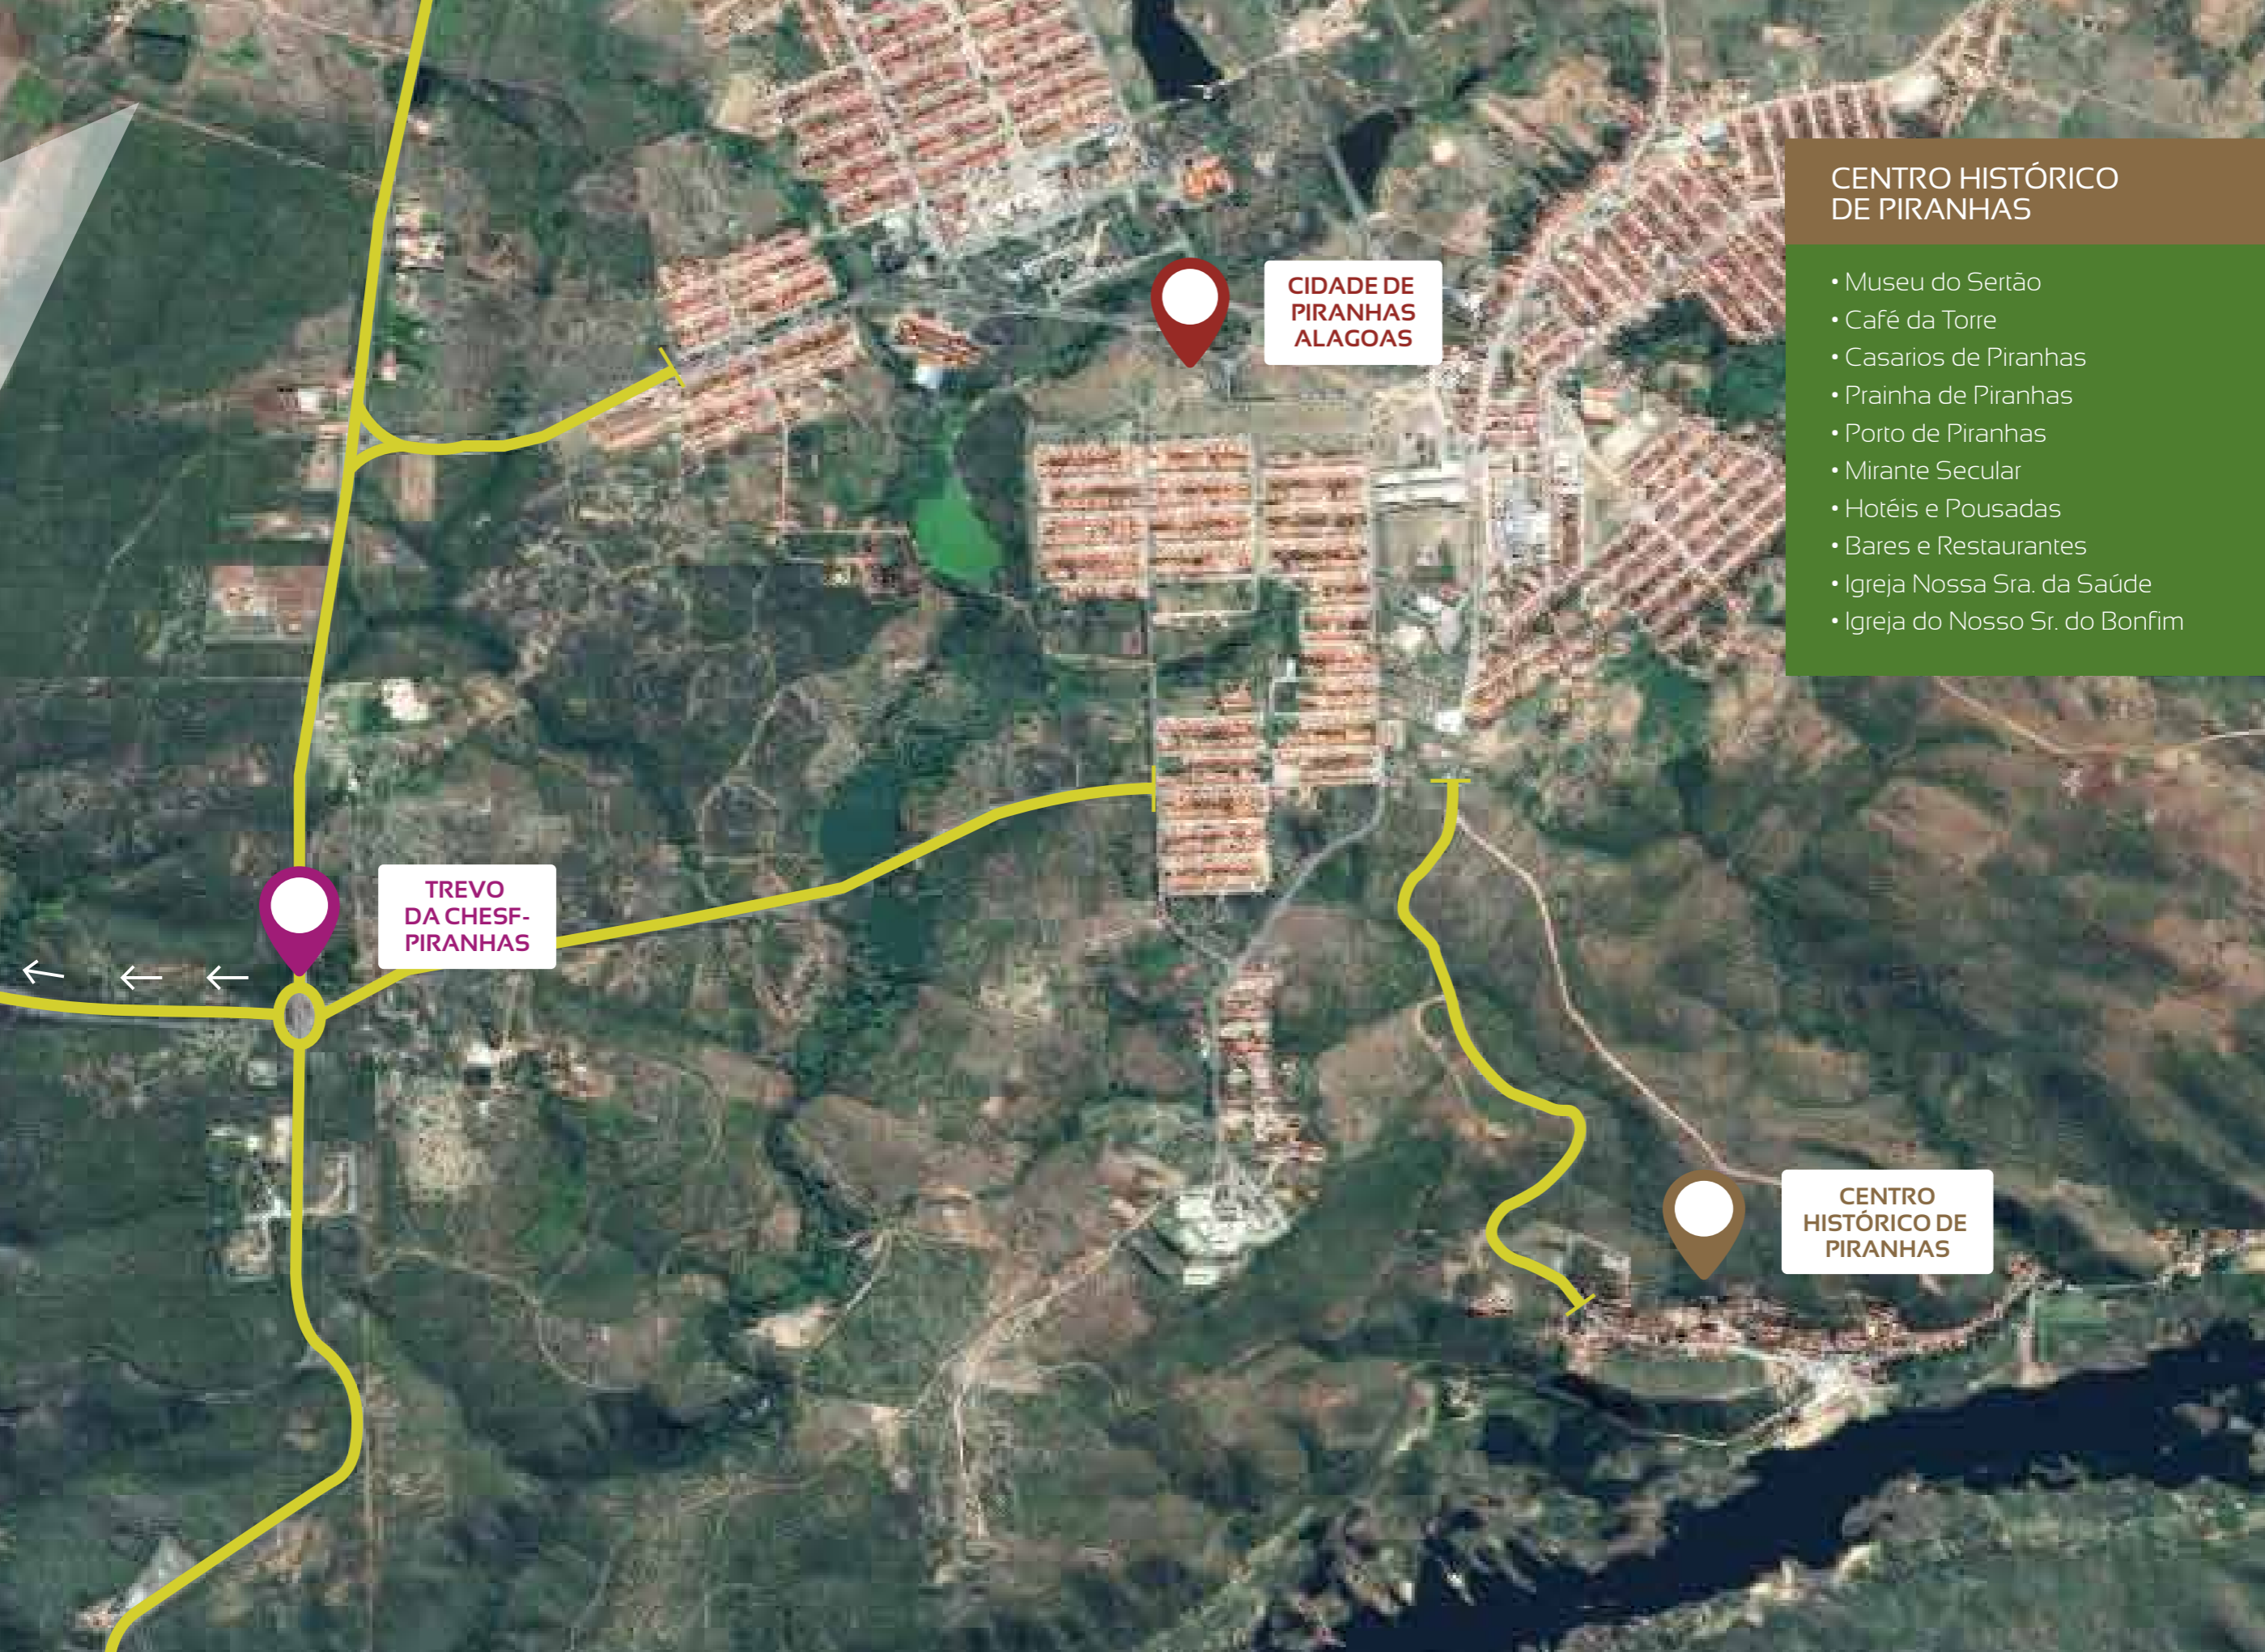 CENTRO HISTÓRICO
DE PIRANHAS
• Museu do Sertão
• Café da Torre
• Casarios de Piranhas
• Prainha de Piranhas
• Porto de Piranhas
• Mirante Secular
• Hotéis e Pousadas
• Bares e Restaurantes
• Igreja Nossa Sra. da Saúde
• Igreja do Nosso Sr. do Bonfim
CIDADE DE
PIRANHAS
ALAGOAS
TREVO
DA CHESF-
PIRANHAS
CENTRO
HISTÓRICO DE
PIRANHAS